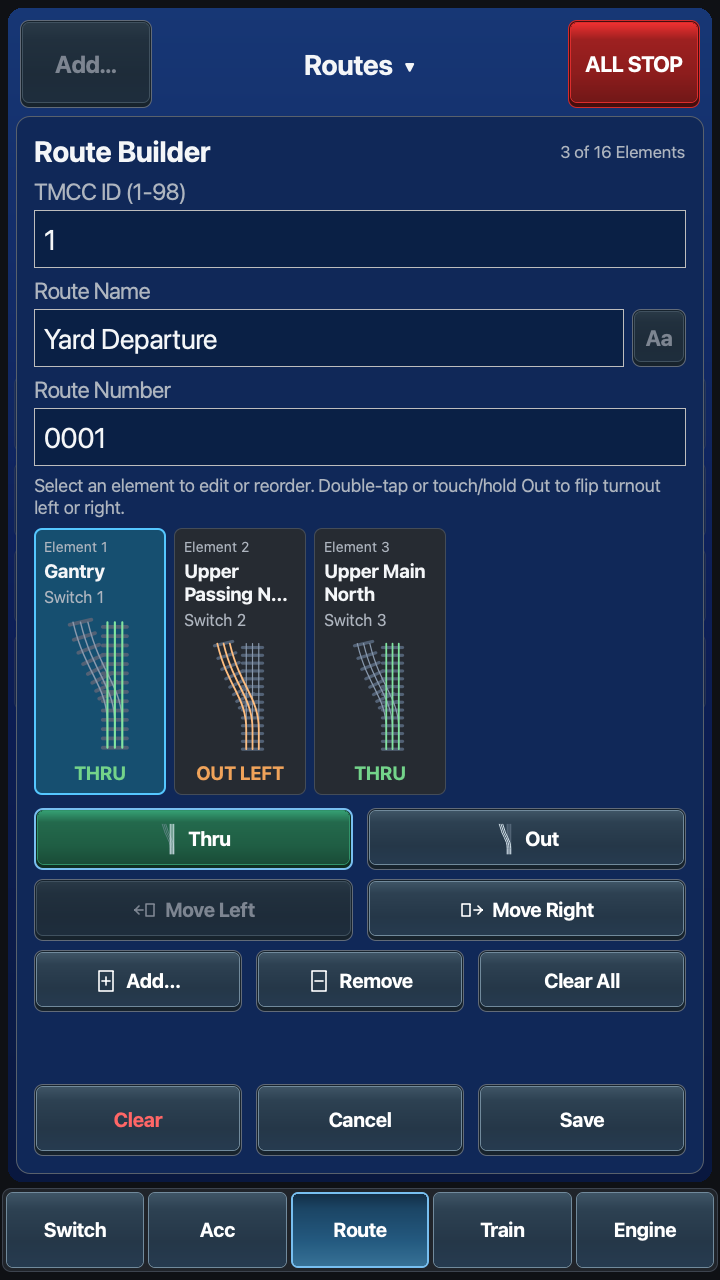 Add...
Routes ▼
ALL STOP
Route Builder
3 of 16 Elements
TMCC ID (1-98)
1
Route Name
Yard Departure
Aa
Route Number
0001
Select an element to edit or reorder. Double-tap or touch/hold Out to flip turnout
left or right.
Element 1
Gantry
Switch 1
THRU
Element 2
Upper
Passing N...
Switch 2
OUT LEFT
Element 3
Upper Main
North
Switch 3
THRU
Thru
Out
Move Left
Move Right
Add...
Remove
Clear All
Clear
Cancel
Save
Switch
Acc
Route
Train
Engine